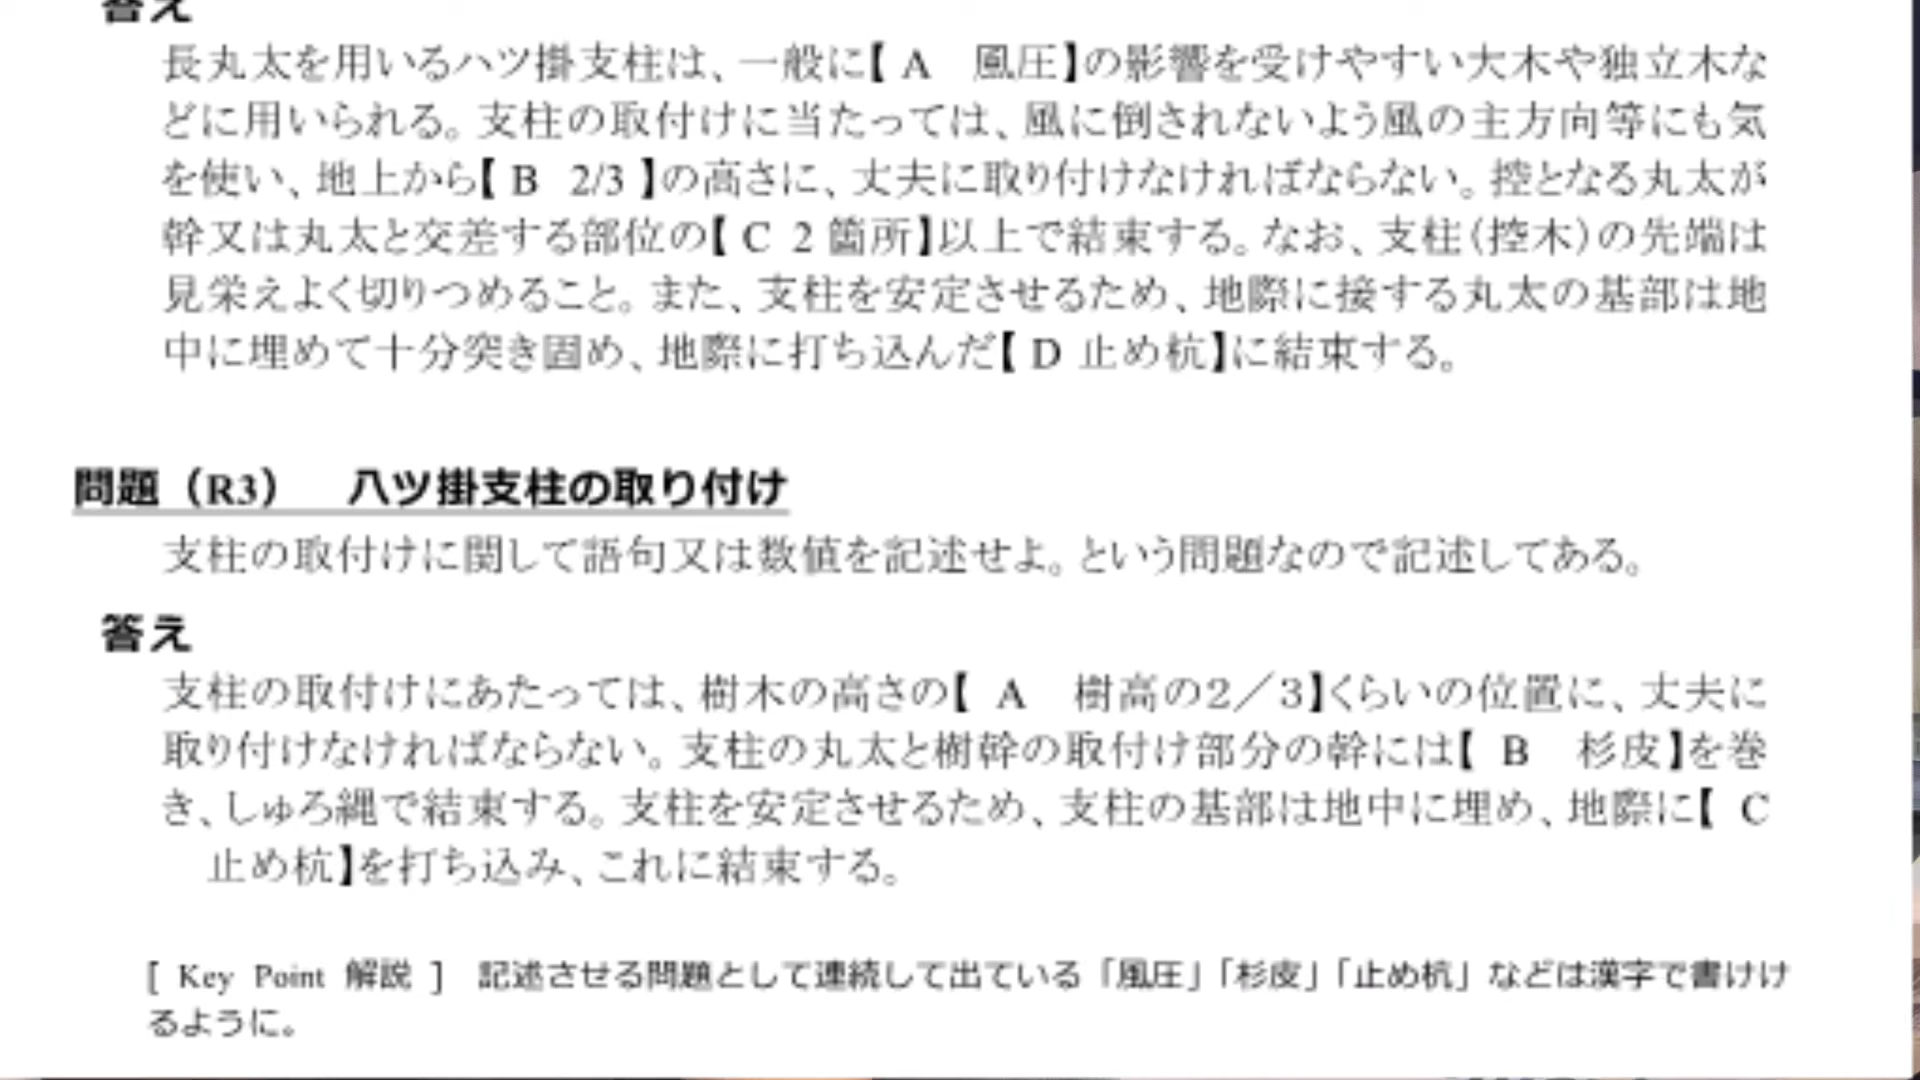 答え
長丸太を用いるハツ掛支柱は、一般に【 A　風圧】の影響を受けやすい大木や独立木な
どに用いられる。支柱の取付けに当たっては、風に倒されないよう風の主方向等にも気
を使い、地上から【 B 2/3 】の高さに、丈夫に取り付けなければならない。控となる丸太が
幹又は丸太と交差する部位の【 C 2 箇所】以上で結束する。なお、支柱(控木)の先端は
見栄えよく切りつめること。また、支柱を安定させるため、地際に接する丸太の基部は地
中に埋めて十分突き固め、地際に打ち込んだ【 D 止め杭】に結束する。
問題（R3）　八ツ掛支柱の取り付け
支柱の取付けに関して語句又は数値を記述せよ。という問題なので記述してある。
答え
支柱の取付けにあたっては、樹木の高さの【 A　樹高の2／3】くらいの位置に、丈夫に
取り付けなければならない。支柱の丸太と樹幹の取付け部分の幹には【 B　杉皮】を巻
き、しゅろ縄で結束する。支柱を安定させるため、支柱の基部は地中に埋め、地際に【 C
止め杭】を打ち込み、これに結束する。
[ Key Point 解説 ]　記述させる問題として連続して出ている「風圧」「杉皮」「止め杭」などは漢字で書けけ
るように。